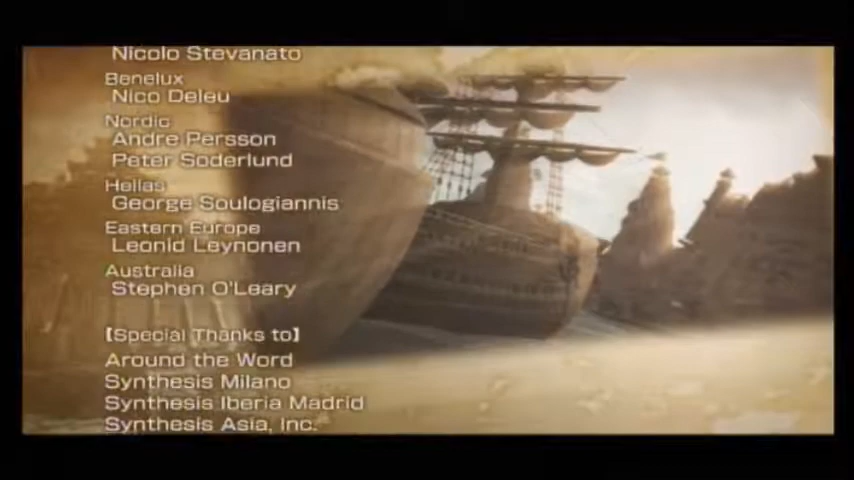 Nicolo Stevanato
Benelux
Nico Deleu
Nordic
Andre Persson
Peter Soderlund
Hellas
George Soulogiannis
Eastern Europe
Leonid Leynonen
Australia
Stephen O'Leary
【Special Thanks to】
Around the Word
Synthesis Milano
Synthesis Iberia Madrid
Synthesis Asia, Inc.